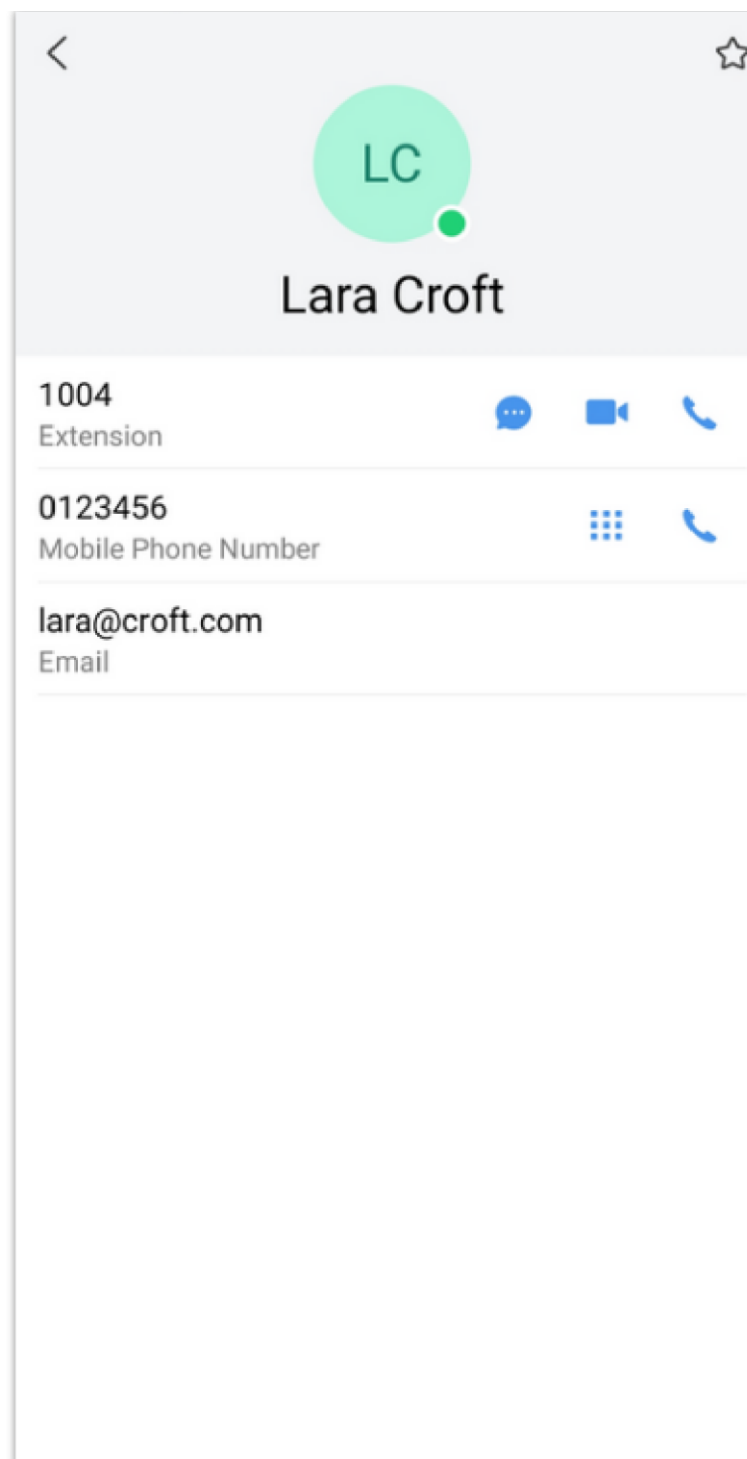 LC
Lara Croft
1004
Extension
0123456
Mobile Phone Number
lara@croft.com
Email